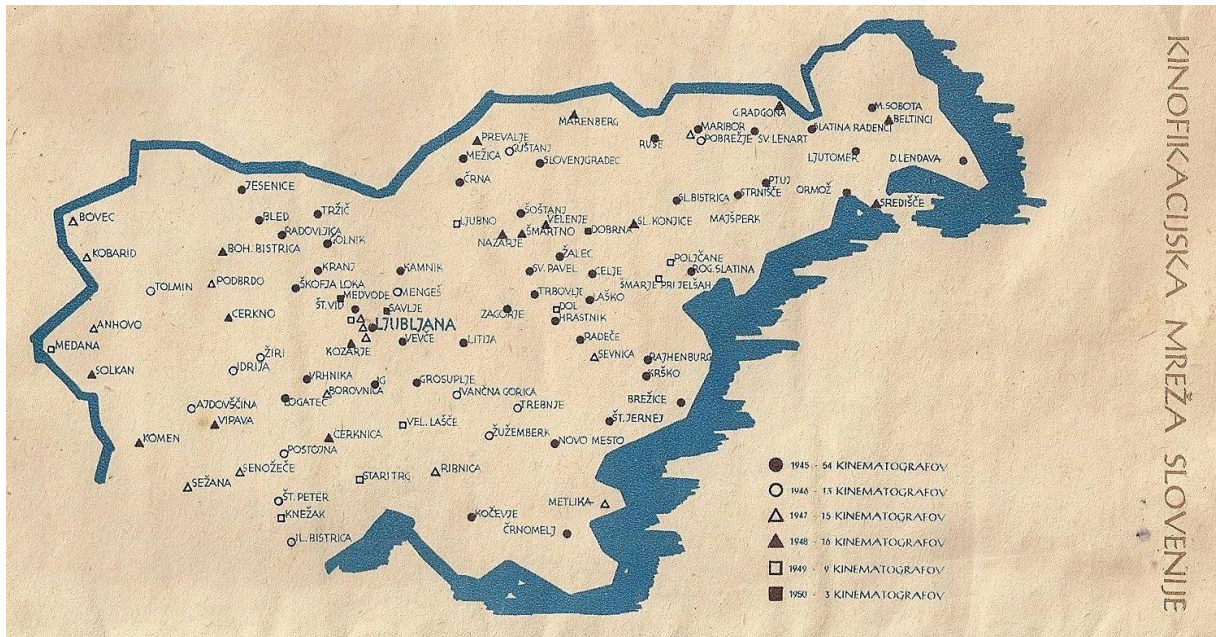 KINOFIKACIJSKA MREŽA SLOVENIJE
G. RADGONA
M. SOBOTA
BELTINCI
MARENBERG
MARIBOR
SLATINA RADENCI
PREVALJE
GUŠTANJ
RUŠE
POBREŽJE
SV. LENART
MEŽICA
SLOVENJGRADEC
LJUTOMER
D. LENDAVA
ČRNA
JESENICE
PTUJ
STRNIŠČE
ORMOŽ
SL. BISTRICA
SREDIŠČE
BOVEC
BLED
TRŽIČ
ŠOŠTANJ
LJUBNO
VELENJE
SL. KONJICE
MAJŠPERK
RADOVLJICA
NAZARJE
ŠMARTNO
DOBRNA
GOLNIK
BOH. BISTRICA
KOBARID
ŽALEC
POLJČANE
KRANJ
KAMNIK
SV. PAVEL
CELJE
ROG. SLATINA
PODBRDO
ŠKOFJA LOKA
ŠMARJE PRI JELŠAH
TOLMIN
MENGEŠ
TRBOVLJE
MEDVODE
LAŠKO
ŠT. VID
SAVLJE
ZAGORJE
DOL
CERKNO
HRASTNIK
ANHOVO
LJUBLJANA
MEDANA
KOZARJE
VEVČE
LITIJA
RADEČE
ŽIRI
SEVNICA
RAJHENBURG
SOLKAN
IDRIJA
VRHNIKA
IG
GROSUPLJE
KRŠKO
BOROVNICA
IVANČNA GORICA
LOGATEC
BREŽICE
AJDOVŠČINA
TREBNJE
VIPAVA
VEL. LAŠČE
ŠT. JERNEJ
KOMEN
CERKNICA
ŽUŽEMBERK
NOVO MESTO
POSTOJNA
SENOŽEČE
RIBNICA
SEŽANA
STARI TRG
ŠT. PETER
METLIKA
KNEŽAK
KOČEVJE
ČRNOMELJ
IL. BISTRICA
1945 - 54 KINEMATOGRAFOV
1946 - 13 KINEMATOGRAFOV
1947 - 15 KINEMATOGRAFOV
1948 - 16 KINEMATOGRAFOV
1949 - 9 KINEMATOGRAFOV
1950 - 3 KINEMATOGRAFOV